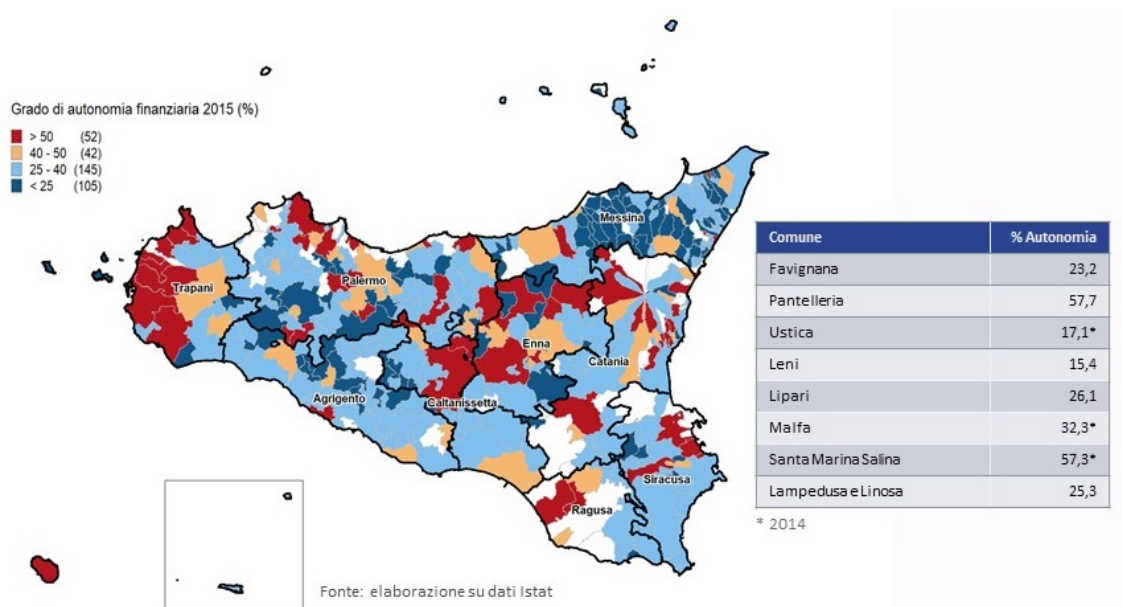 Grado di autonomia finanziaria 2015 (%)
> 50 (52)
40 - 50 (42)
25 - 40 (145)
< 25 (105)
Messina
Palermo
Trapani
Enna
Catania
Agrigento
Caltanissetta
Siracusa
Ragusa
Comune % Autonomia
Favignana 23,2
Pantelleria 57,7
Ustica 17,1*
Leni 15,4
Lipari 26,1
Malfa 32,3*
Santa Marina Salina 57,3*
Lampedusa e Linosa 25,3
* 2014
Fonte: elaborazione su dati Istat